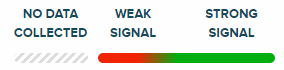 NO DATA
COLLECTED
WEAK
SIGNAL
STRONG
SIGNAL